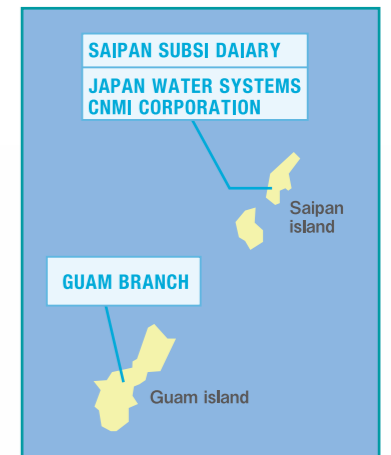 SAIPAN SUBSI DAIARY
JAPAN WATER SYSTEMS
CNMI CORPORATION
Saipan
island
GUAM BRANCH
Guam island